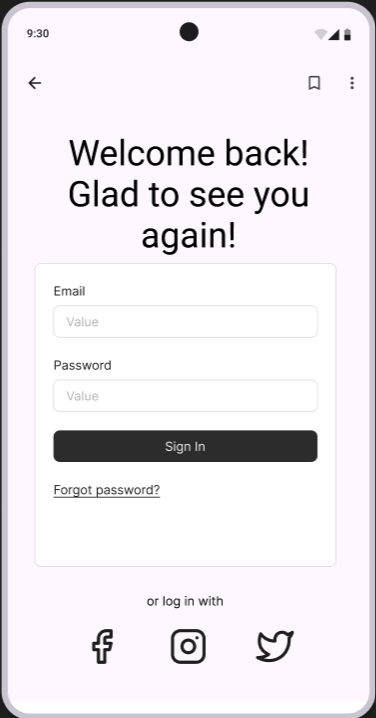 9:30
Welcome back!
Glad to see you
again!
Email
Value
Password
Value
Sign In
Forgot password?
or log in with